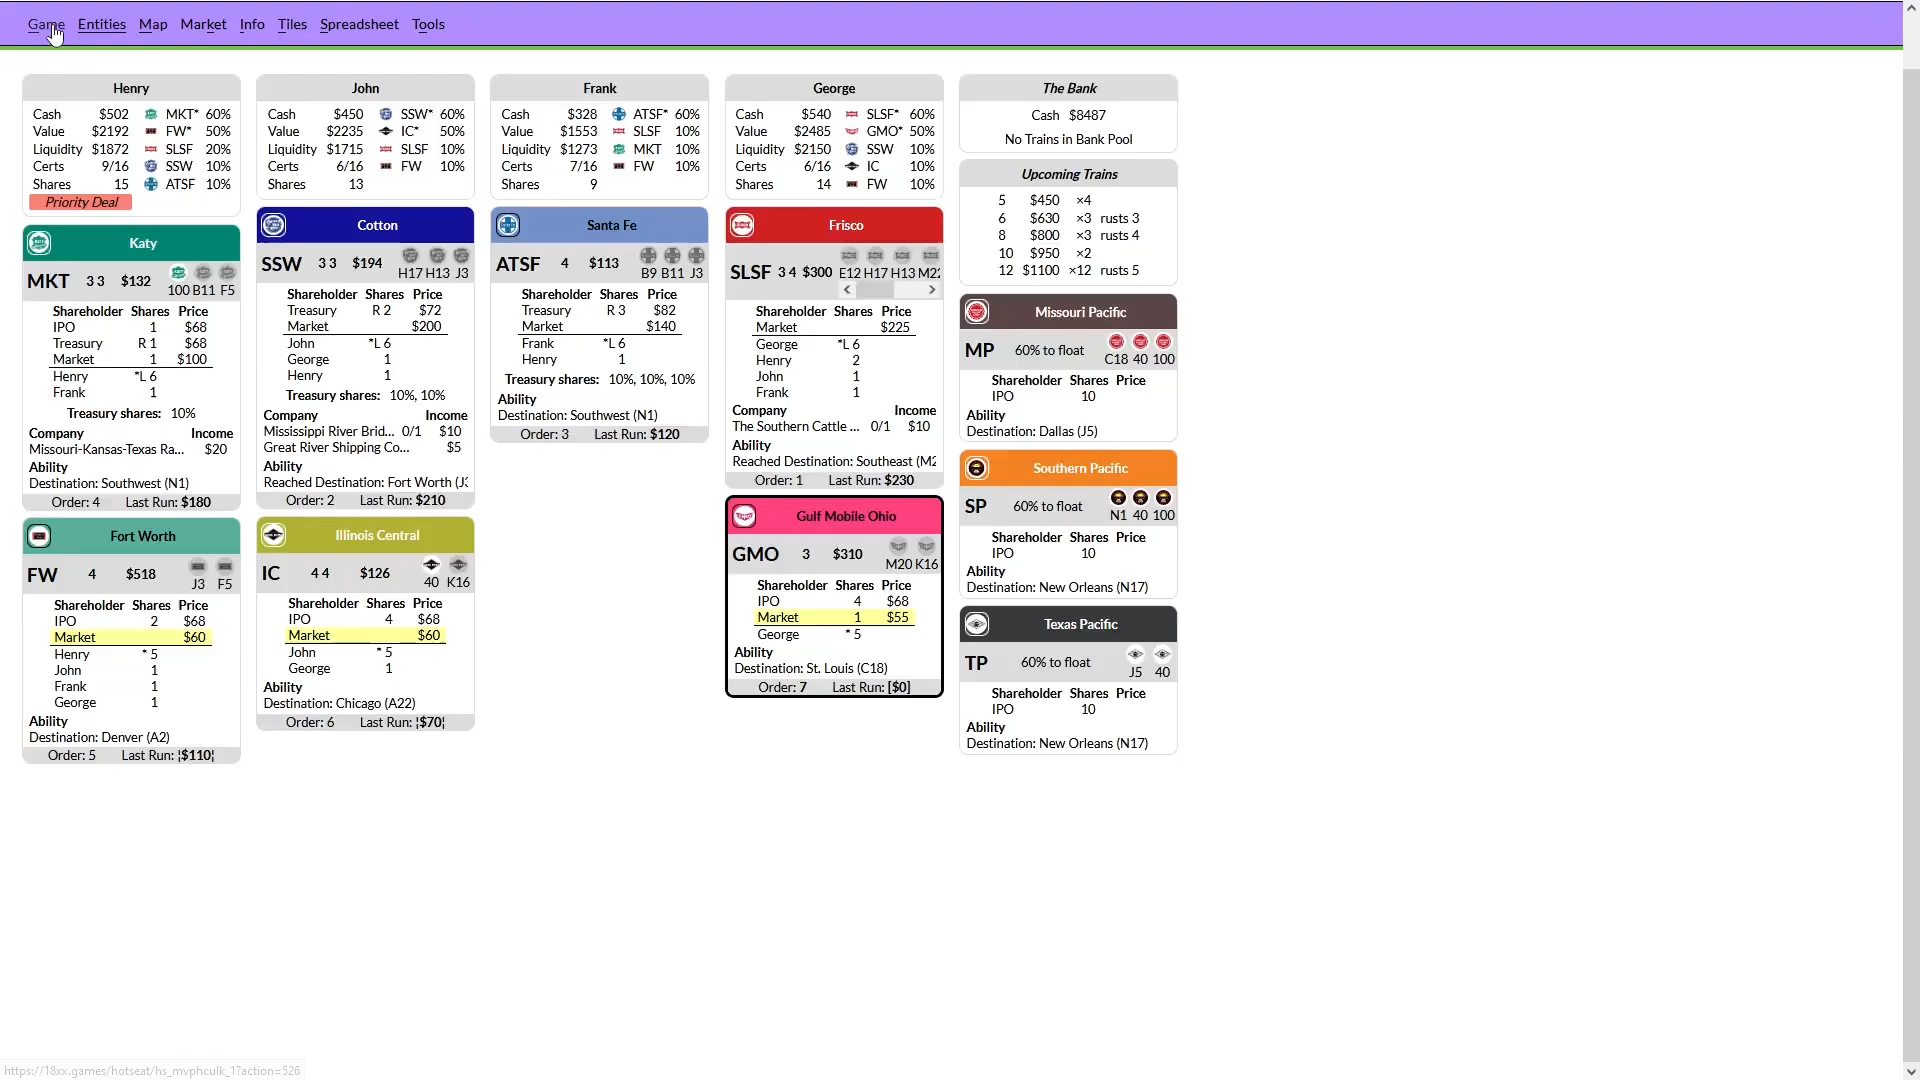 Game Entities Map Market Info Tiles Spreadsheet Tools
Henry
Cash $502 MKT* 60%
Value $2192 FW* 50%
Liquidity $1872 SLSF 20%
Certs 9/16 SSW 10%
Shares 15 ATSF 10%
Priority Deal
Katy
MKT 3 3 $132 100 B11 F5
Shareholder Shares Price
IPO 1 $68
Treasury R 1 $68
Market 1 $100
Henry *L 6
Frank 1
Treasury shares: 10%
Company Income
Missouri-Kansas-Texas Ra... $20
Ability
Destination: Southwest (N1)
Order: 4 Last Run: $180
Fort Worth
FW 4 $518 J3 F5
Shareholder Shares Price
IPO 2 $68
Market $60
Henry * 5
John 1
Frank 1
George 1
Ability
Destination: Denver (A2)
Order: 5 Last Run: ¦$110¦
John
Cash $450 SSW* 60%
Value $2235 IC* 50%
Liquidity $1715 SLSF 10%
Certs 6/16 FW 10%
Shares 13
Cotton
SSW 3 3 $194 H17 H13 J3
Shareholder Shares Price
Treasury R 2 $72
Market $200
John *L 6
George 1
Henry 1
Treasury shares: 10%, 10%
Company Income
Mississippi River Brid... 0/1 $10
Great River Shipping Co... $5
Ability
Reached Destination: Fort Worth (J3
Order: 2 Last Run: $210
Illinois Central
IC 4 4 $126 40 K16
Shareholder Shares Price
IPO 4 $68
Market $60
John * 5
George 1
Ability
Destination: Chicago (A22)
Order: 6 Last Run: ¦$70¦
Frank
Cash $328 ATSF* 60%
Value $1553 SLSF 10%
Liquidity $1273 MKT 10%
Certs 7/16 FW 10%
Shares 9
Santa Fe
ATSF 4 $113 B9 B11 J3
Shareholder Shares Price
Treasury R 3 $82
Market $140
Frank *L 6
Henry 1
Treasury shares: 10%, 10%, 10%
Ability
Destination: Southwest (N1)
Order: 3 Last Run: $120
George
Cash $540 SLSF* 60%
Value $2485 GMO* 50%
Liquidity $2150 SSW 10%
Certs 6/16 IC 10%
Shares 14 FW 10%
Frisco
SLSF 3 4 $300 E12 H17 H13 M22
Shareholder Shares Price
Market $225
George *L 6
Henry 2
John 1
Frank 1
Company Income
The Southern Cattle ... 0/1 $10
Ability
Reached Destination: Southeast (M2
Order: 1 Last Run: $230
Gulf Mobile Ohio
GMO 3 $310 M20 K16
Shareholder Shares Price
IPO 4 $68
Market 1 $55
George * 5
Ability
Destination: St. Louis (C18)
Order: 7 Last Run: [$0]
The Bank
Cash $8487
No Trains in Bank Pool
Upcoming Trains
5 $450 ×4
6 $630 ×3 rusts 3
8 $800 ×3 rusts 4
10 $950 ×2
12 $1100 ×12 rusts 5
Missouri Pacific
MP 60% to float C18 40 100
Shareholder Shares Price
IPO 10
Ability
Destination: Dallas (J5)
Southern Pacific
SP 60% to float N1 40 100
Shareholder Shares Price
IPO 10
Ability
Destination: New Orleans (N17)
Texas Pacific
TP 60% to float J5 40
Shareholder Shares Price
IPO 10
Ability
Destination: New Orleans (N17)
https://18xx.games/hotseat/hs_mvphculk_1?action=526